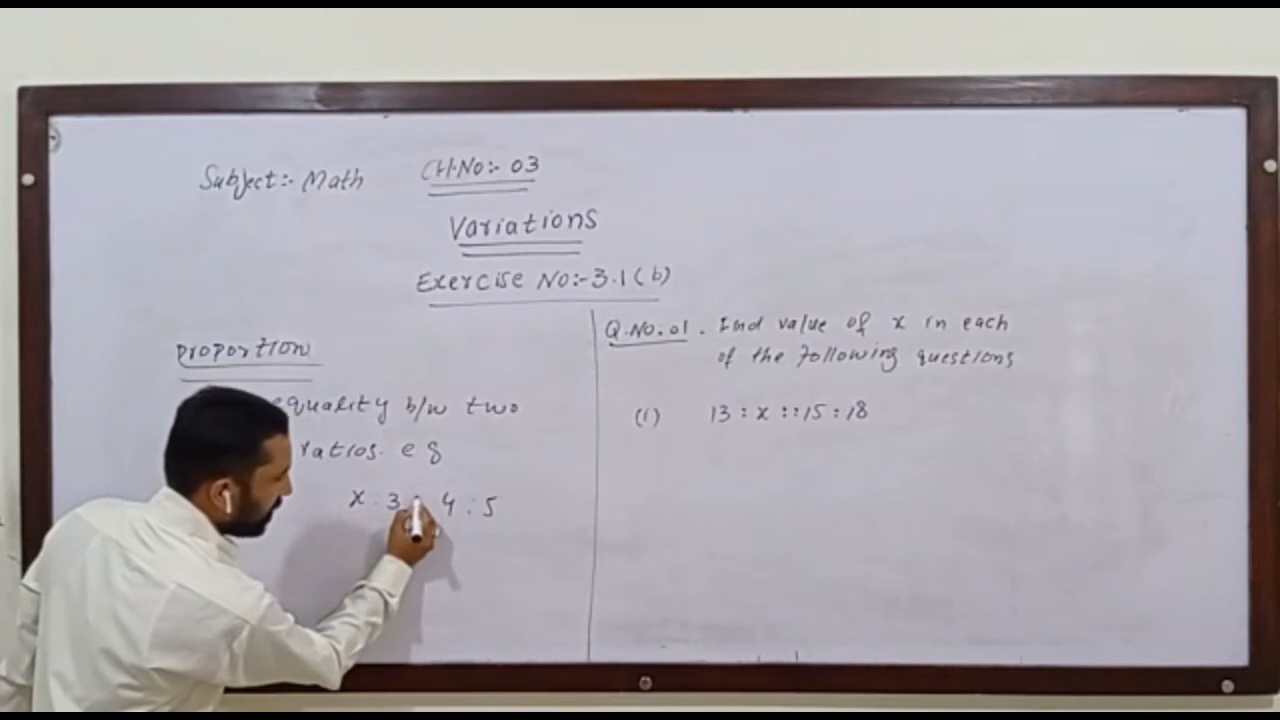 Subject:- Math CH.No:- 03
Variations
Exercise No:- 3.1(b)
Proportion
equality b/w two
ratios. eg
x : 3 4 : 5
Q.No.01. Find value of x in each
of the following questions
(i) 13 : x :: 15 : 18